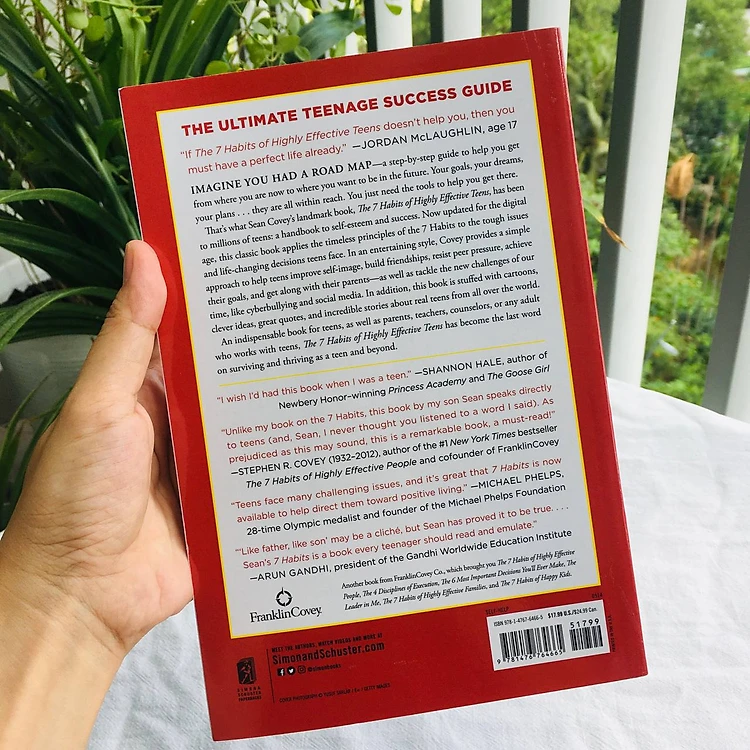 THE ULTIMATE TEENAGE SUCCESS GUIDE
“If The 7 Habits of Highly Effective Teens doesn't help you, then you
must have a perfect life already.” —JORDAN McLAUGHLIN, age 17
IMAGINE YOU HAD A ROAD MAP—a step-by-step guide to help you get
from where you are now to where you want to be in the future. Your goals, your dreams,
your plans . . . they are all within reach. You just need the tools to help you get there.
That's what Sean Covey's landmark book, The 7 Habits of Highly Effective Teens, has been
to millions of teens: a handbook to self-esteem and success. Now updated for the digital
age, this classic book applies the timeless principles of the 7 Habits to the tough issues
and life-changing decisions teens face. In an entertaining style, Covey provides a simple
approach to help teens improve self-image, build friendships, resist peer pressure, achieve
their goals, and get along with their parents—as well as tackle the new challenges of our
time, like cyberbullying and social media. In addition, this book is stuffed with cartoons,
clever ideas, great quotes, and incredible stories about real teens from all over the world.
An indispensable book for teens, as well as parents, teachers, counselors, or any adult
who works with teens, The 7 Habits of Highly Effective Teens has become the last word
on surviving and thriving as a teen and beyond.
“I wish I'd had this book when I was a teen.” —SHANNON HALE, author of
Newbery Honor–winning Princess Academy and The Goose Girl
“Unlike my book on the 7 Habits, this book by my son Sean speaks directly
to teens (and, Sean, I never thought you listened to a word I said). As
prejudiced as this may sound, this is a remarkable book, a must-read!”
—STEPHEN R. COVEY (1932–2012), author of the #1 New York Times bestseller
The 7 Habits of Highly Effective People and cofounder of FranklinCovey
“Teens face many challenging issues, and it's great that 7 Habits is now
available to help direct them toward positive living.” —MICHAEL PHELPS,
28-time Olympic medalist and founder of the Michael Phelps Foundation
“‘Like father, like son’ may be a cliché, but Sean has proved it to be true. . . .
Sean's 7 Habits is a book every teenager should read and emulate.”
—ARUN GANDHI, president of the Gandhi Worldwide Education Institute
FranklinCovey
Another book from FranklinCovey Co., which brought you The 7 Habits of Highly Effective
People, The 4 Disciplines of Execution, The 6 Most Important Decisions You'll Ever Make, The
Leader in Me, The 7 Habits of Highly Effective Families, and The 7 Habits of Happy Kids.
SIMON
SCHUSTER
PAPERBACKS
MEET THE AUTHORS, WATCH VIDEOS AND MORE AT
SimonandSchuster.com
@simonbooks
SELF-HELP
ISBN 978-1-4767-6466-5 $17.99 U.S./$24.99 Can.
51799
9 781476 764665